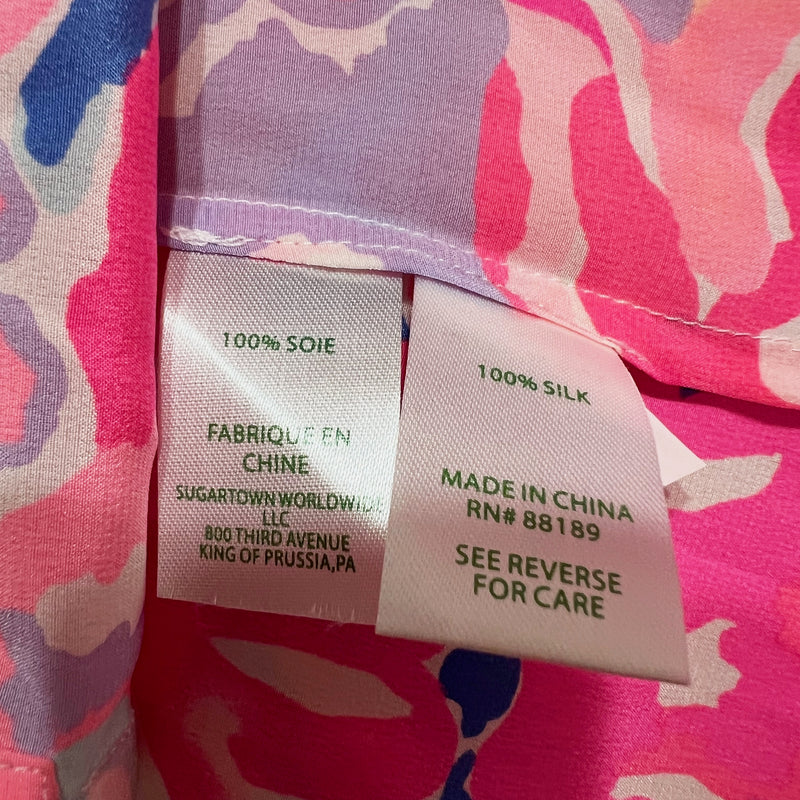 100% SOIE
FABRIQUE EN
CHINE
SUGARTOWN WORLDWIDE
LLC
800 THIRD AVENUE
KING OF PRUSSIA,PA
100% SILK
MADE IN CHINA
RN# 88189
SEE REVERSE
FOR CARE